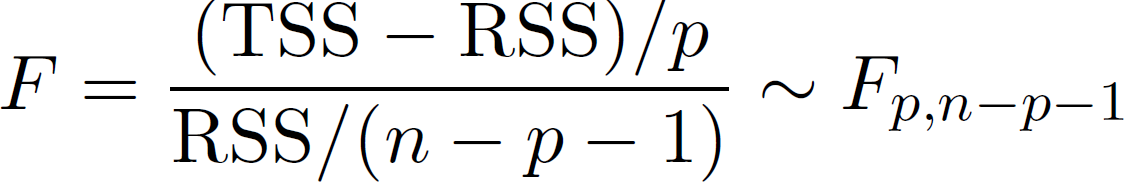 F = (TSS − RSS)/p / RSS/(n − p − 1) ∼ F_{p,n−p−1}